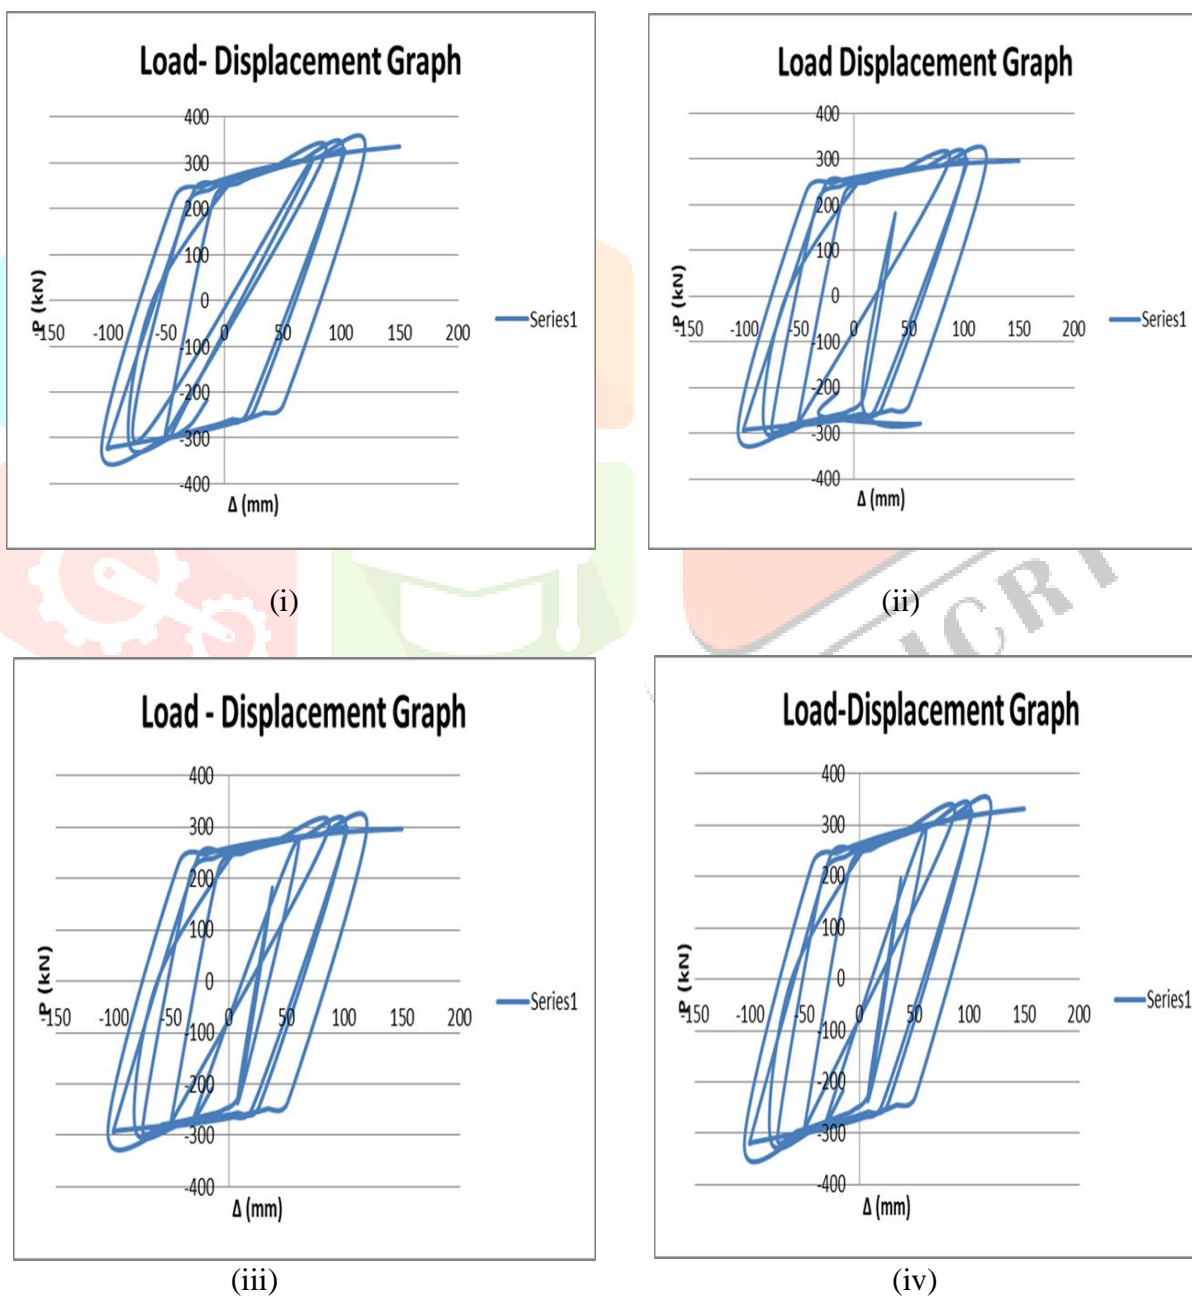 Load- Displacement Graph
400
300
200
100
0
-100
-200
-300
-400
-150 -100 -50 0 50 100 150 200
P (kN)
Δ (mm)
Series1
(i)
Load Displacement Graph
400
300
200
100
0
-100
-200
-300
-400
-150 -100 -50 0 50 100 150 200
P (kN)
Δ (mm)
Series1
(ii)
IJCRT
Load - Displacement Graph
400
300
200
100
0
-100
-200
-300
-400
-150 -100 -50 0 50 100 150 200
P (kN)
Δ (mm)
Series1
(iii)
Load-Displacement Graph
400
300
200
100
0
-100
-200
-300
-400
-150 -100 -50 0 50 100 150 200
P (kN)
Δ (mm)
Series1
(iv)